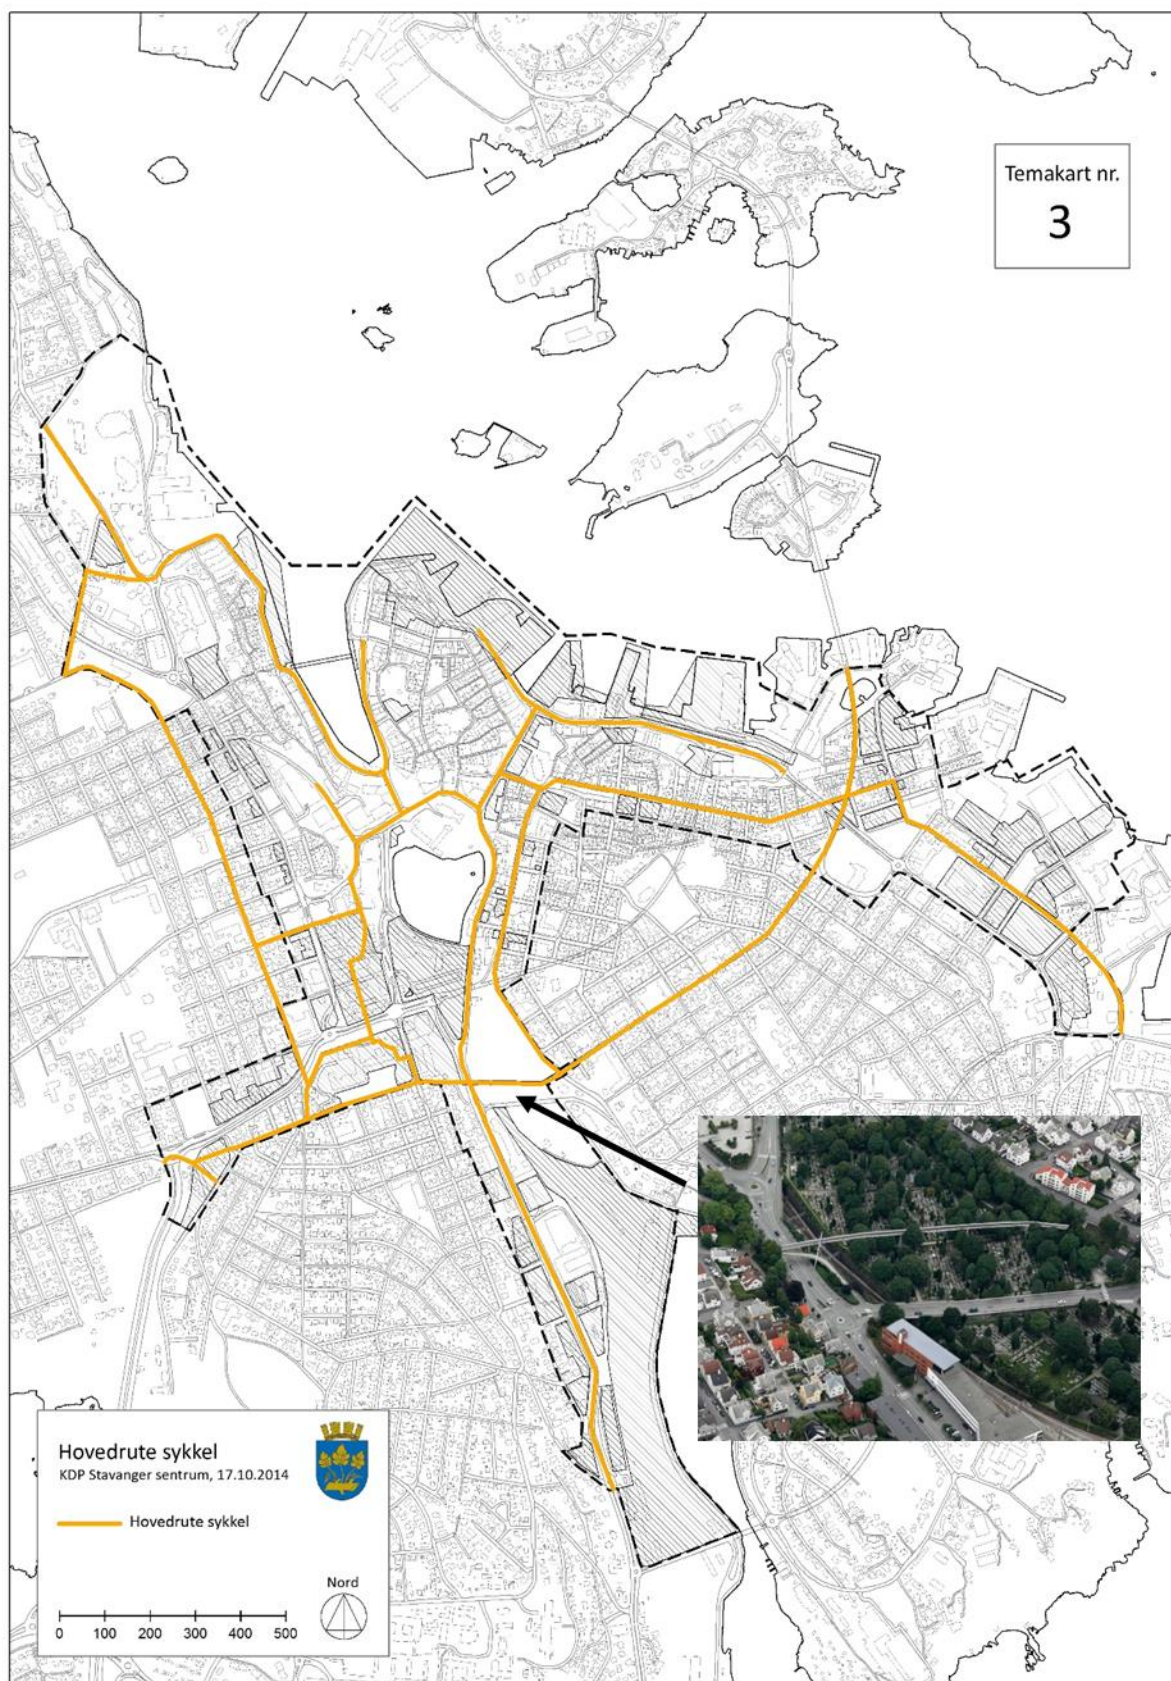 Temakart nr.
3
Hovedrute sykkel
KDP Stavanger sentrum, 17.10.2014
Hovedrute sykkel
Nord
0 100 200 300 400 500